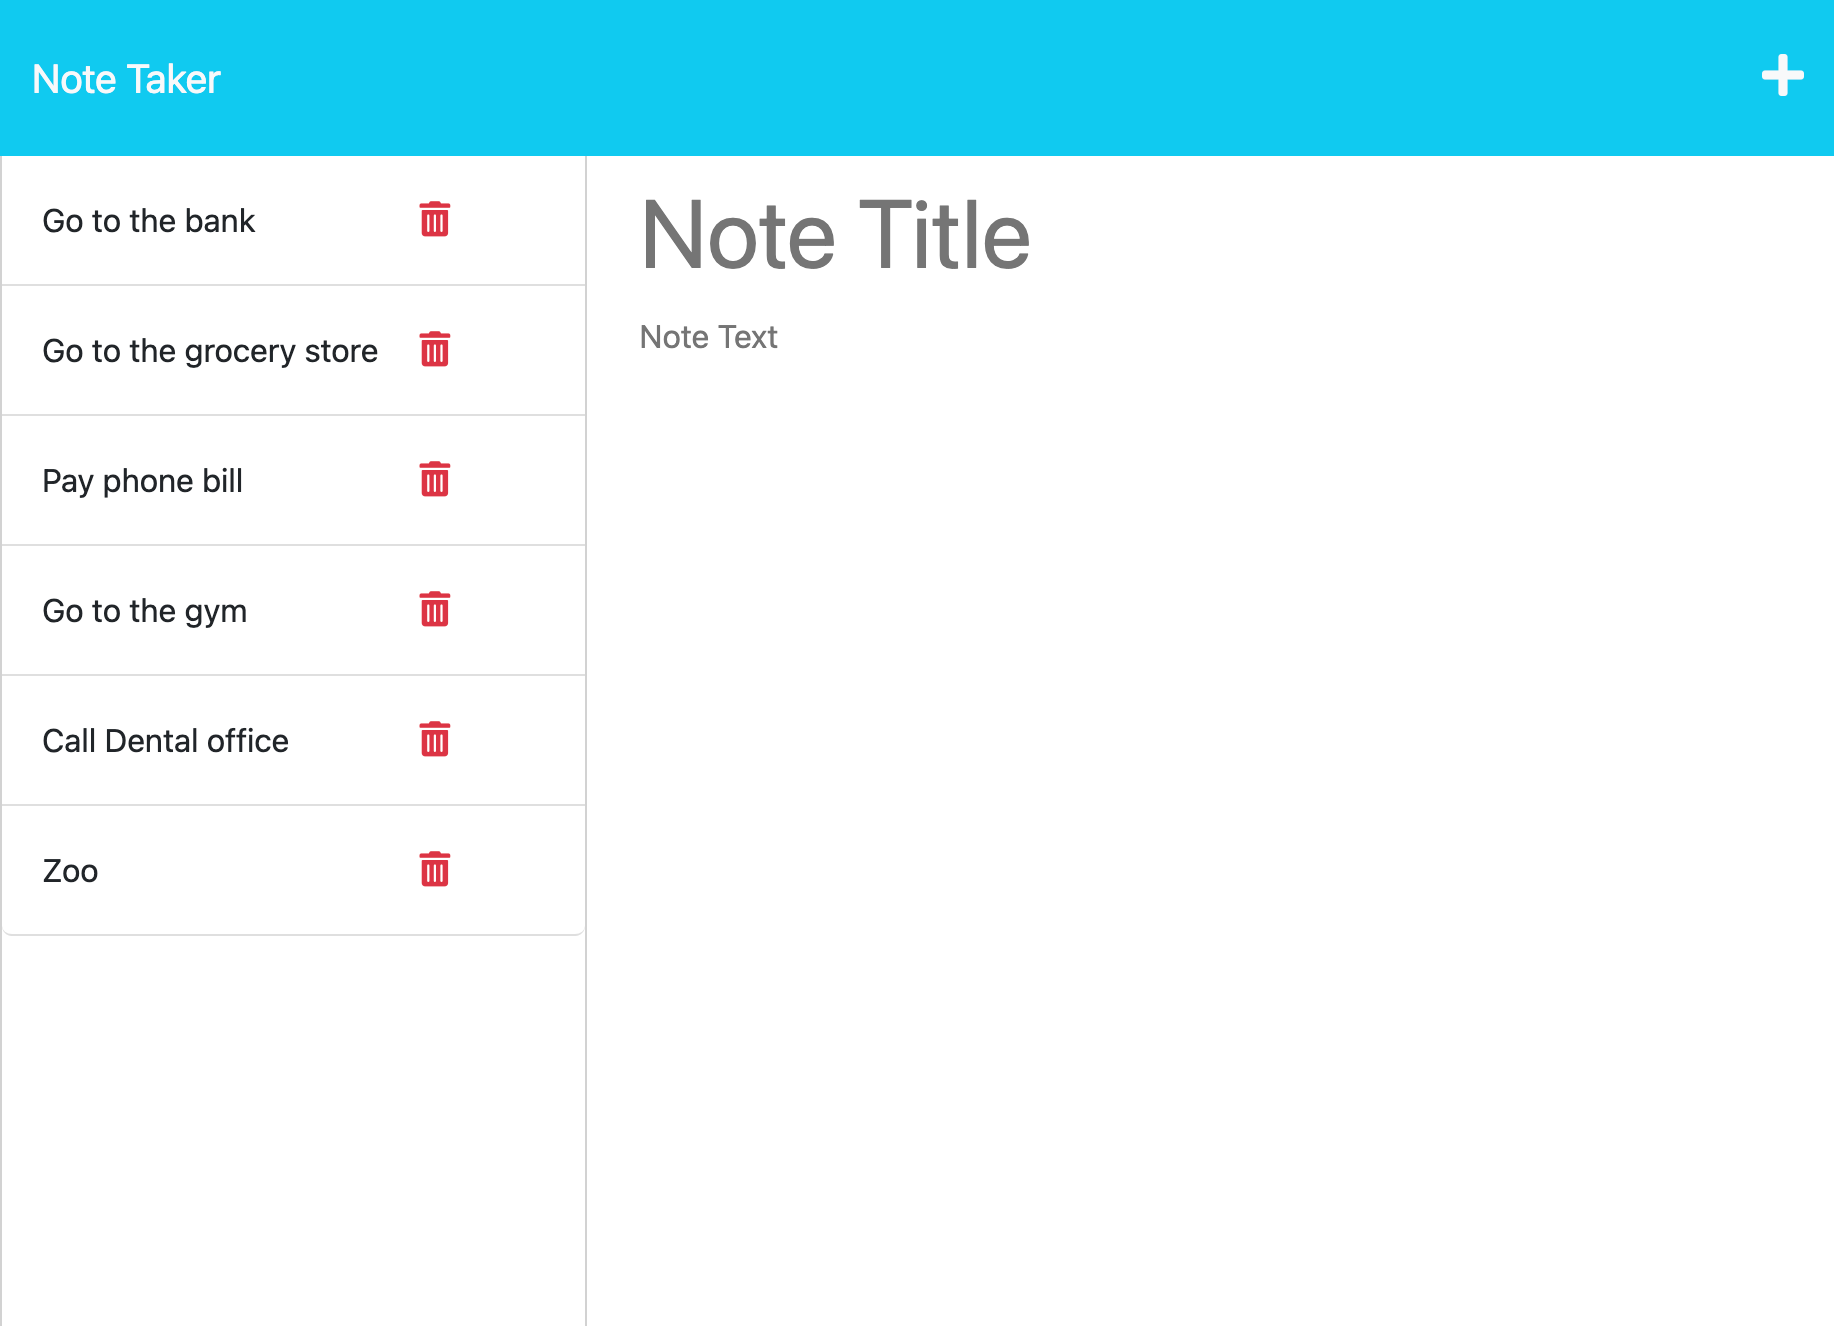 Note Taker
Go to the bank
Go to the grocery store
Pay phone bill
Go to the gym
Call Dental office
Zoo
Note Title
Note Text